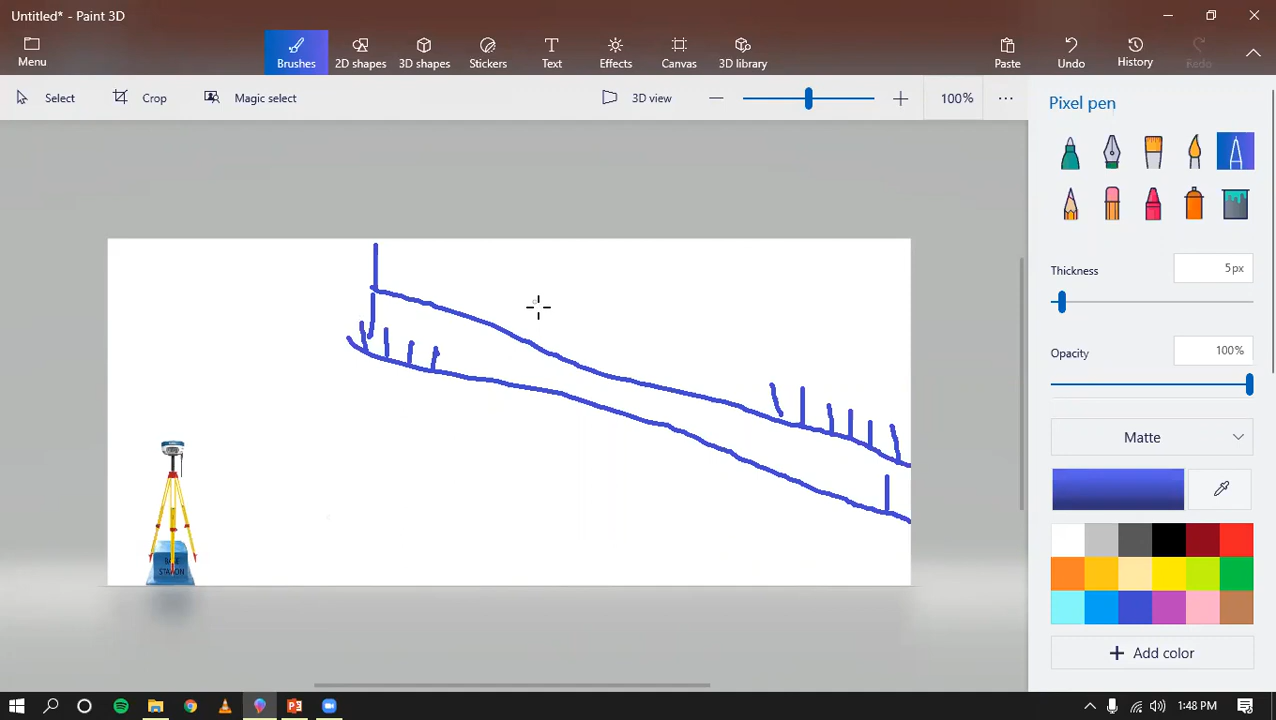 Untitled* - Paint 3D
Menu
Brushes
2D shapes
3D shapes
Stickers
Text
Effects
Canvas
3D library
Paste
Undo
History
Redo
Select
Crop
Magic select
3D view
100%
Pixel pen
Thickness
5px
Opacity
100%
Matte
BASE
STATION
Add color
1:48 PM